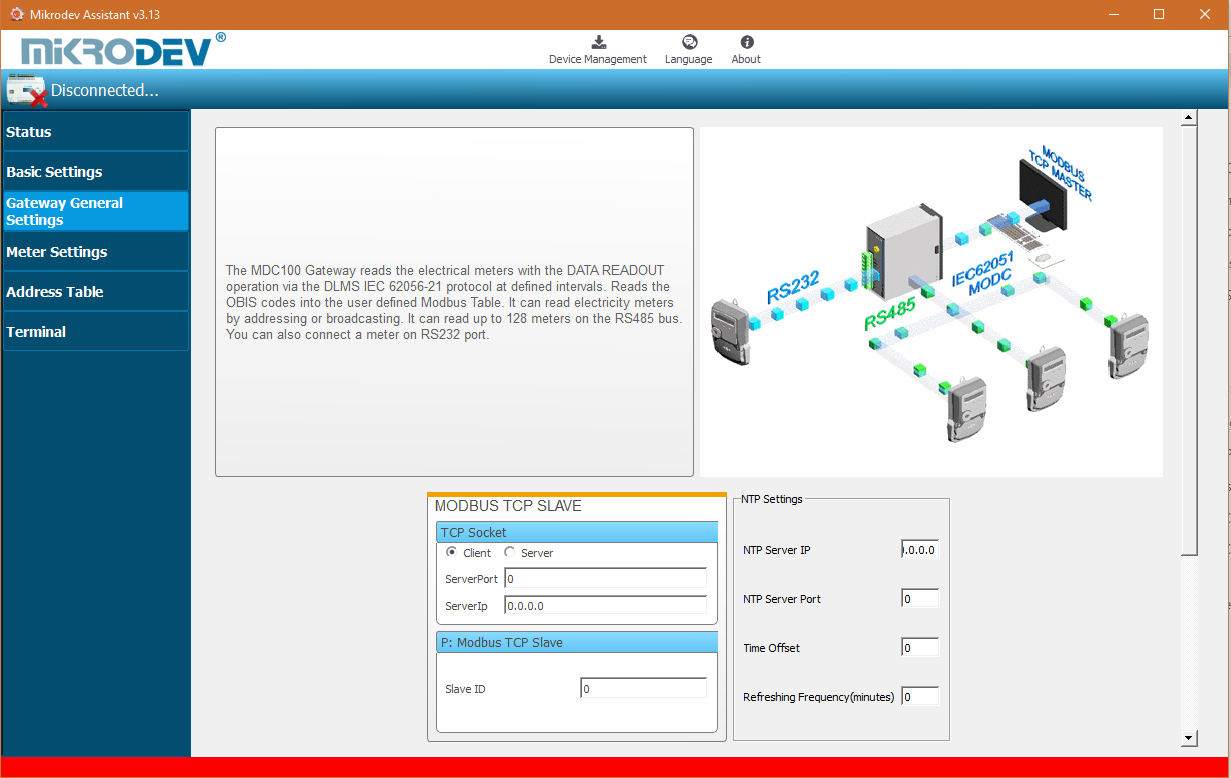 Mikrodev Assistant v3.13
MiKRODEV®
Device Management
Language
About
Disconnected...
Status
Basic Settings
Gateway General
Settings
Meter Settings
Address Table
Terminal
The MDC100 Gateway reads the electrical meters with the DATA READOUT
operation via the DLMS IEC 62056-21 protocol at defined intervals. Reads the
OBIS codes into the user defined Modbus Table. It can read electricity meters
by addressing or broadcasting. It can read up to 128 meters on the RS485 bus.
You can also connect a meter on RS232 port.
MODBUS
TCP MASTER
RS232
RS485
IEC62051
MODC
MODBUS TCP SLAVE
TCP Socket
Client
Server
ServerPort
0
ServerIp
0.0.0.0
P: Modbus TCP Slave
Slave ID
0
NTP Settings
NTP Server IP
.0.0.0
NTP Server Port
0
Time Offset
0
Refreshing Frequency(minutes)
0